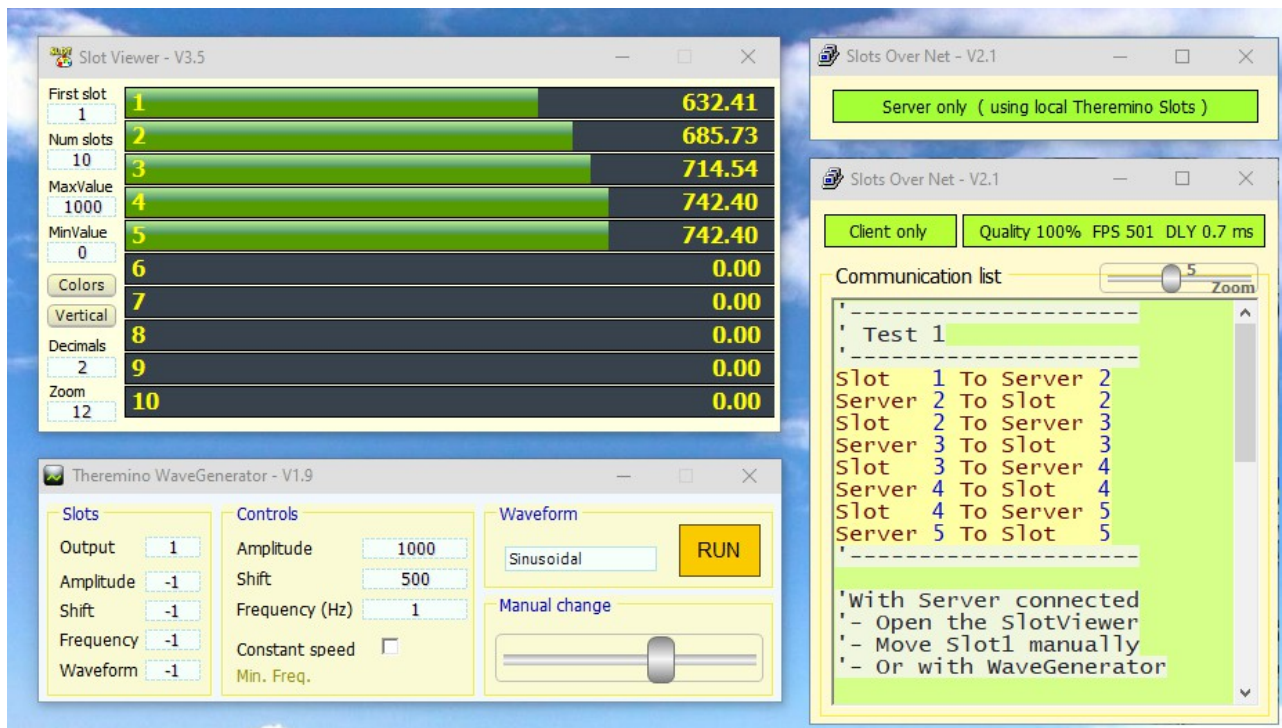 Slot Viewer - V3.5
First slot
1
Num slots
10
MaxValue
1000
MinValue
0
Colors
Vertical
Decimals
2
Zoom
12
1 632.41
2 685.73
3 714.54
4 742.40
5 742.40
6 0.00
7 0.00
8 0.00
9 0.00
10 0.00
Theremino WaveGenerator - V1.9
Slots
Output 1
Amplitude -1
Shift -1
Frequency -1
Waveform -1
Controls
Amplitude 1000
Shift 500
Frequency (Hz) 1
Constant speed
Min. Freq.
Waveform
Sinusoidal
RUN
Manual change
Slots Over Net - V2.1
Server only ( using local Theremino Slots )
Slots Over Net - V2.1
Client only
Quality 100% FPS 501 DLY 0.7 ms
Communication list
5
Zoom
'-----------------------
' Test 1
'-----------------------
Slot 1 To Server 2
Server 2 To Slot 2
Slot 2 To Server 3
Server 3 To Slot 3
Slot 3 To Server 4
Server 4 To Slot 4
Slot 4 To Server 5
Server 5 To Slot 5
'-----------------------
'With Server connected
'- Open the SlotViewer
'- Move Slot1 manually
'- Or with WaveGenerator